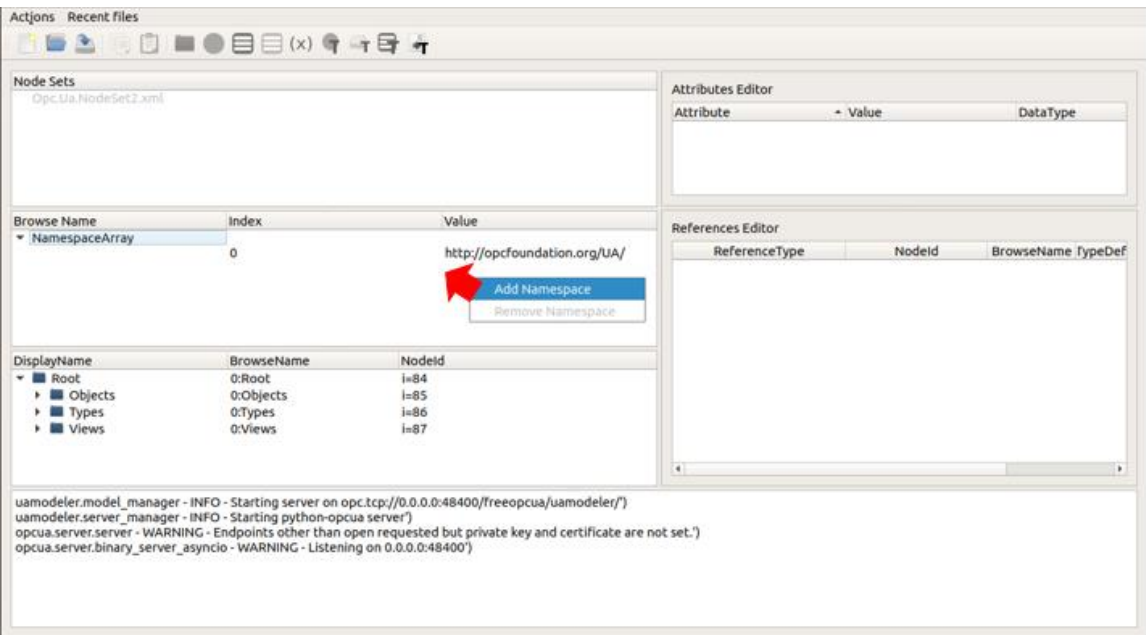 Actions Recent files
(x) T T T T
Node Sets
Opc.Ua.NodeSet2.xml
Attributes Editor
Attribute Value DataType
Browse Name Index Value
NamespaceArray
0 http://opcfoundation.org/UA/
Add Namespace
Remove Namespace
References Editor
ReferenceType NodeId BrowseName TypeDef
DisplayName BrowseName NodeId
Root 0:Root i=84
Objects 0:Objects i=85
Types 0:Types i=86
Views 0:Views i=87
uamodeler.model_manager - INFO - Starting server on opc.tcp://0.0.0.0:48400/freeopcua/uamodeler/')
uamodeler.server_manager - INFO - Starting python-opcua server')
opcua.server.server - WARNING - Endpoints other than open requested but private key and certificate are not set.')
opcua.server.binary_server_asyncio - WARNING - Listening on 0.0.0.0:48400')